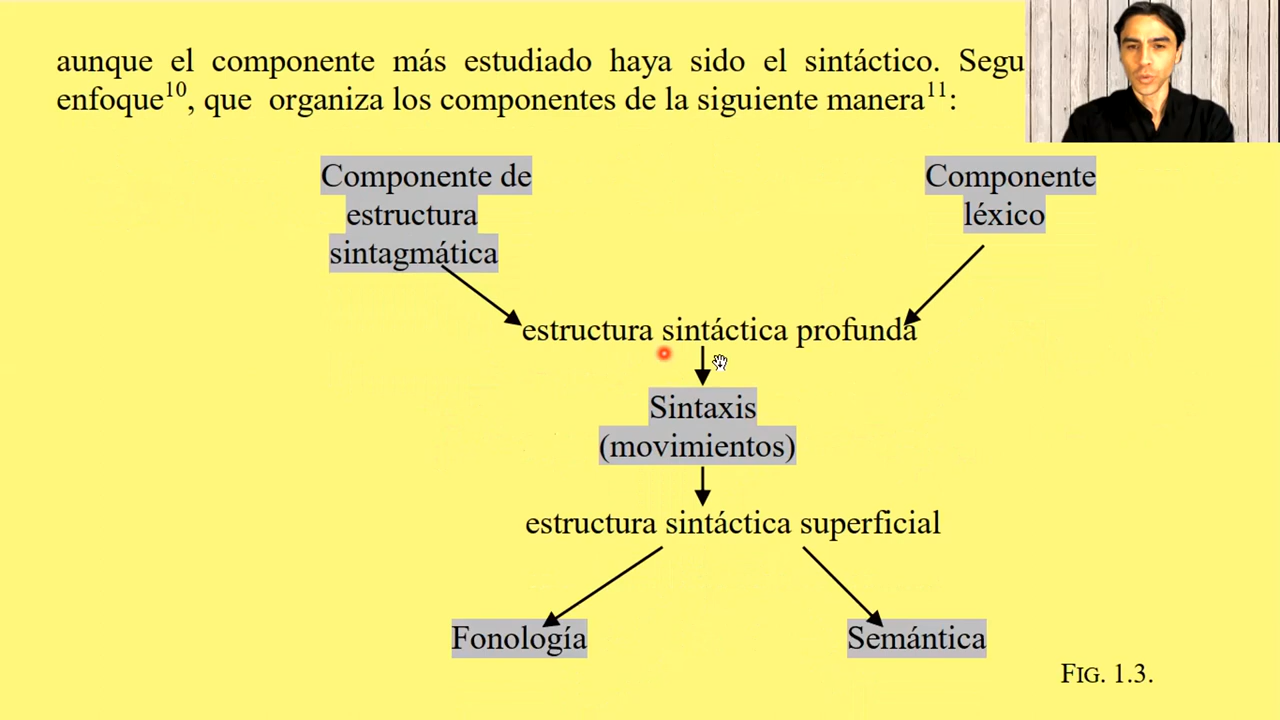 aunque el componente más estudiado haya sido el sintáctico. Segu
enfoque10, que organiza los componentes de la siguiente manera11:
Componente de
estructura
sintagmática
Componente
léxico
estructura sintáctica profunda
Sintaxis
(movimientos)
estructura sintáctica superficial
Fonología
Semántica
FIG. 1.3.